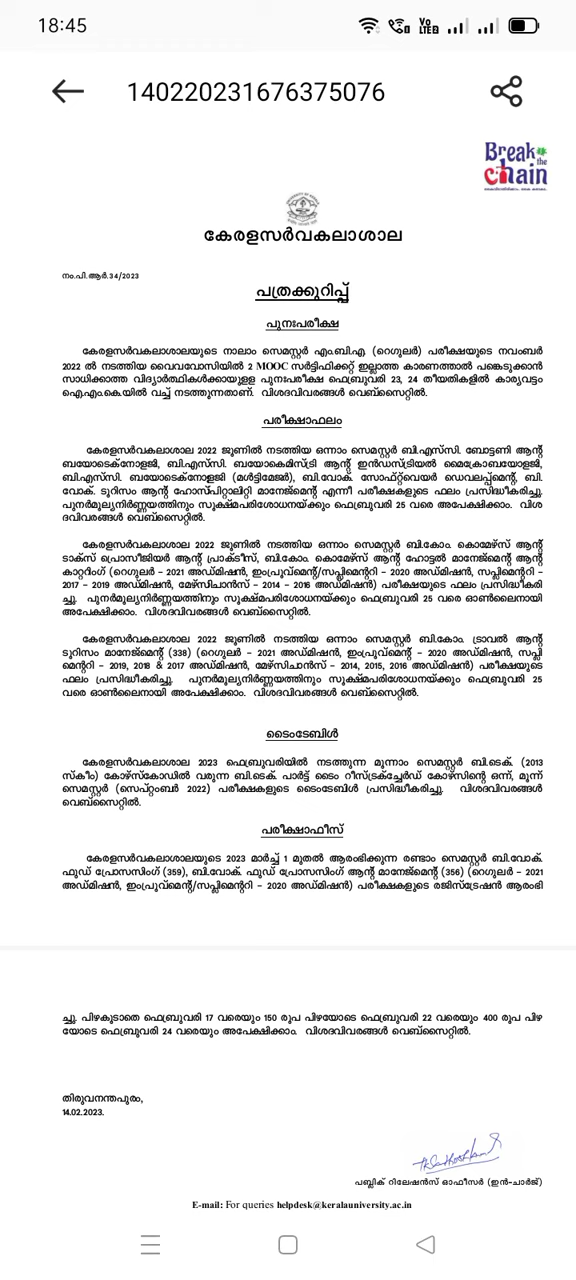 18:45
Vo
LTE 2
140220231676375076
Break
the
chain
കേരളസർവകലാശാല
നം.പി.ആർ.34/2023
പത്രക്കുറിപ്പ്
പുനഃപരീക്ഷ
കേരളസർവകലാശാലയുടെ നാലാം സെമസ്റ്റർ എം.ബി.എ. (റെഗുലർ) പരീക്ഷയുടെ നവംബർ
2022 ൽ നടത്തിയ വൈവവോസിയിൽ 2 MOOC സർട്ടിഫിക്കറ്റ് ഇല്ലാത്ത കാരണത്താൽ പങ്കെടുക്കാൻ
സാധിക്കാത്ത വിദ്യാർത്ഥികൾക്കായുളള പുനഃപരീക്ഷ ഫെബ്രുവരി 23, 24 തീയതികളിൽ കാര്യവട്ടം
ഐ.എം.കെ.യിൽ വച്ച് നടത്തുന്നതാണ്. വിശദവിവരങ്ങൾ വെബ്സൈറ്റിൽ.
പരീക്ഷാഫലം
കേരളസർവകലാശാല 2022 ജൂണിൽ നടത്തിയ ഒന്നാം സെമസ്റ്റർ ബി.എസ്.സി. ബോട്ടണി ആന്റ്
ബയോടെക്നോളജി, ബി.എസ്.സി. ബയോകെമിസ്ട്രി ആന്റ് ഇൻഡസ്ട്രിയൽ മൈക്രോബയോളജി,
ബി.എസ്.സി. ബയോടെക്നോളജി (മൾട്ടിമേജർ), ബി.വോക്. സോഫ്റ്റ്‌വെയർ ഡെവലപ്പ്മെന്റ്, ബി.
വോക്. ടൂറിസം ആന്റ് ഹോസ്പിറ്റാലിറ്റി മാനേജ്മെന്റ് എന്നീ പരീക്ഷകളുടെ ഫലം പ്രസിദ്ധീകരിച്ചു.
പുനർമൂല്യനിർണ്ണയത്തിനും സൂക്ഷ്മപരിശോധനയ്ക്കും ഫെബ്രുവരി 25 വരെ അപേക്ഷിക്കാം. വിശ
ദവിവരങ്ങൾ വെബ്സൈറ്റിൽ.
കേരളസർവകലാശാല 2022 ജൂണിൽ നടത്തിയ ഒന്നാം സെമസ്റ്റർ ബി.കോം. കൊമേഴ്സ് ആന്റ്
ടാക്സ് പ്രൊസീജിയർ ആന്റ് പ്രാക്ടീസ്, ബി.കോം. കൊമേഴ്സ് ആന്റ് ഹോട്ടൽ മാനേജ്മെന്റ് ആന്റ്
കാറ്ററിംഗ് (റെഗുലർ – 2021 അഡ്മിഷൻ, ഇംപ്രൂവ്മെന്റ്/സപ്ലിമെന്ററി – 2020 അഡ്മിഷൻ, സപ്ലിമെന്ററി –
2017 – 2019 അഡ്മിഷൻ, മേഴ്സിചാൻസ് – 2014 – 2016 അഡ്മിഷൻ) പരീക്ഷയുടെ ഫലം പ്രസിദ്ധീകരി
ച്ചു. പുനർമൂല്യനിർണ്ണയത്തിനും സൂക്ഷ്മപരിശോധനയ്ക്കും ഫെബ്രുവരി 25 വരെ ഓൺലൈനായി
അപേക്ഷിക്കാം. വിശദവിവരങ്ങൾ വെബ്സൈറ്റിൽ.
കേരളസർവകലാശാല 2022 ജൂണിൽ നടത്തിയ ഒന്നാം സെമസ്റ്റർ ബി.കോം. ട്രാവൽ ആന്റ്
ടൂറിസം മാനേജ്മെന്റ് (338) (റെഗുലർ – 2021 അഡ്മിഷൻ, ഇംപ്രൂവ്മെന്റ് – 2020 അഡ്മിഷൻ, സപ്ലി
മെന്ററി – 2019, 2018 & 2017 അഡ്മിഷൻ, മേഴ്സിചാൻസ് – 2014, 2015, 2016 അഡ്മിഷൻ) പരീക്ഷയുടെ
ഫലം പ്രസിദ്ധീകരിച്ചു. പുനർമൂല്യനിർണ്ണയത്തിനും സൂക്ഷ്മപരിശോധനയ്ക്കും ഫെബ്രുവരി 25
വരെ ഓൺലൈനായി അപേക്ഷിക്കാം. വിശദവിവരങ്ങൾ വെബ്സൈറ്റിൽ.
ടൈംടേബിൾ
കേരളസർവകലാശാല 2023 ഫെബ്രുവരിയിൽ നടത്തുന്ന മൂന്നാം സെമസ്റ്റർ ബി.ടെക്. (2013
സ്കീം) കോഴ്സ്കോഡിൽ വരുന്ന ബി.ടെക്. പാർട്ട് ടൈം റീസ്ട്രക്ച്ചേർഡ് കോഴ്സിന്റെ ഒന്ന്, മൂന്ന്
സെമസ്റ്റർ (സെപ്റ്റംബർ 2022) പരീക്ഷകളുടെ ടൈംടേബിൾ പ്രസിദ്ധീകരിച്ചു. വിശദവിവരങ്ങൾ
വെബ്സൈറ്റിൽ.
പരീക്ഷാഫീസ്
കേരളസർവകലാശാലയുടെ 2023 മാർച്ച് 1 മുതൽ ആരംഭിക്കുന്ന രണ്ടാം സെമസ്റ്റർ ബി.വോക്.
ഫുഡ് പ്രോസസിംഗ് (359), ബി.വോക്. ഫുഡ് പ്രോസസിംഗ് ആന്റ് മാനേജ്മെന്റ് (356) (റെഗുലർ – 2021
അഡ്മിഷൻ, ഇംപ്രൂവ്മെന്റ്/സപ്ലിമെന്ററി – 2020 അഡ്മിഷൻ) പരീക്ഷകളുടെ രജിസ്ട്രേഷൻ ആരംഭി
ച്ചു. പിഴകൂടാതെ ഫെബ്രുവരി 17 വരെയും 150 രൂപ പിഴയോടെ ഫെബ്രുവരി 22 വരെയും 400 രൂപ പിഴ
യോടെ ഫെബ്രുവരി 24 വരെയും അപേക്ഷിക്കാം. വിശദവിവരങ്ങൾ വെബ്സൈറ്റിൽ.
തിരുവനന്തപുരം,
14.02.2023.
പബ്ലിക് റിലേഷൻസ് ഓഫീസർ (ഇൻ-ചാർജ്)
E-mail: For queries helpdesk@keralauniversity.ac.in